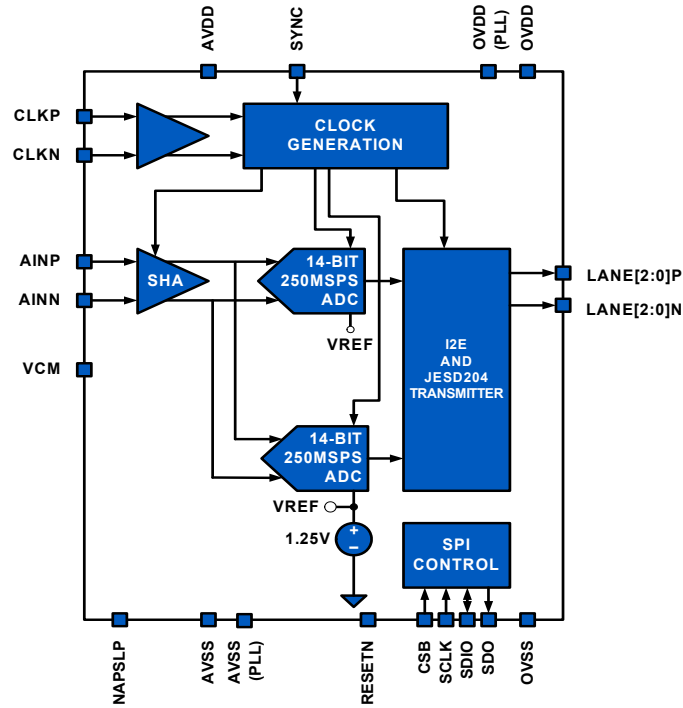 AVDD
SYNC
OVDD
(PLL)
OVDD
CLKP
CLKN
CLOCK
GENERATION
AINP
AINN
SHA
14-BIT
250MSPS
ADC
VREF
LANE[2:0]P
LANE[2:0]N
I2E
AND
JESD204
TRANSMITTER
VCM
14-BIT
250MSPS
ADC
VREF
1.25V
+
–
SPI
CONTROL
NAPSLP
AVSS
AVSS
(PLL)
RESETN
CSB
SCLK
SDIO
SDO
OVSS